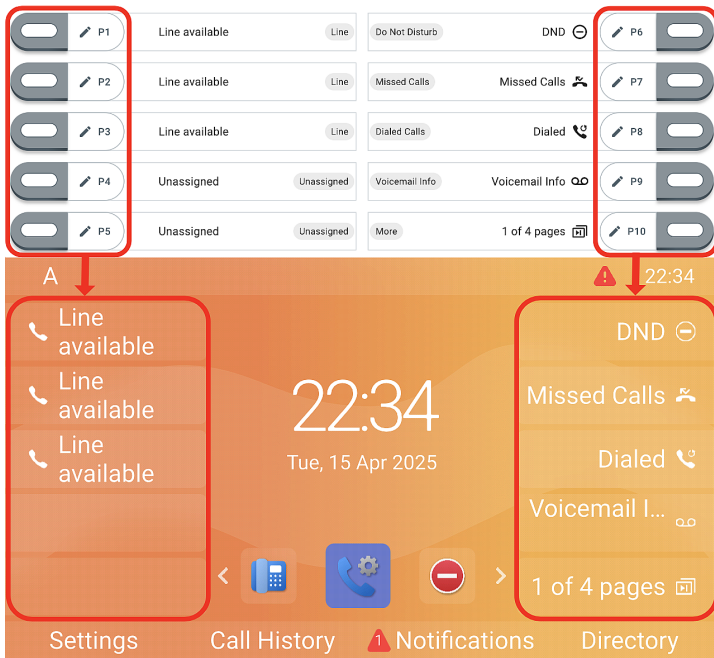 P1 Line available Line Do Not Disturb DND P6
P2 Line available Line Missed Calls Missed Calls P7
P3 Line available Line Dialed Calls Dialed P8
P4 Unassigned Unassigned Voicemail Info Voicemail Info P9
P5 Unassigned Unassigned More 1 of 4 pages P10
A 22:34
Line
available
Line
available
Line
available
22:34
Tue, 15 Apr 2025
DND
Missed Calls
Dialed
Voicemail I...
1 of 4 pages
Settings Call History 1 Notifications Directory